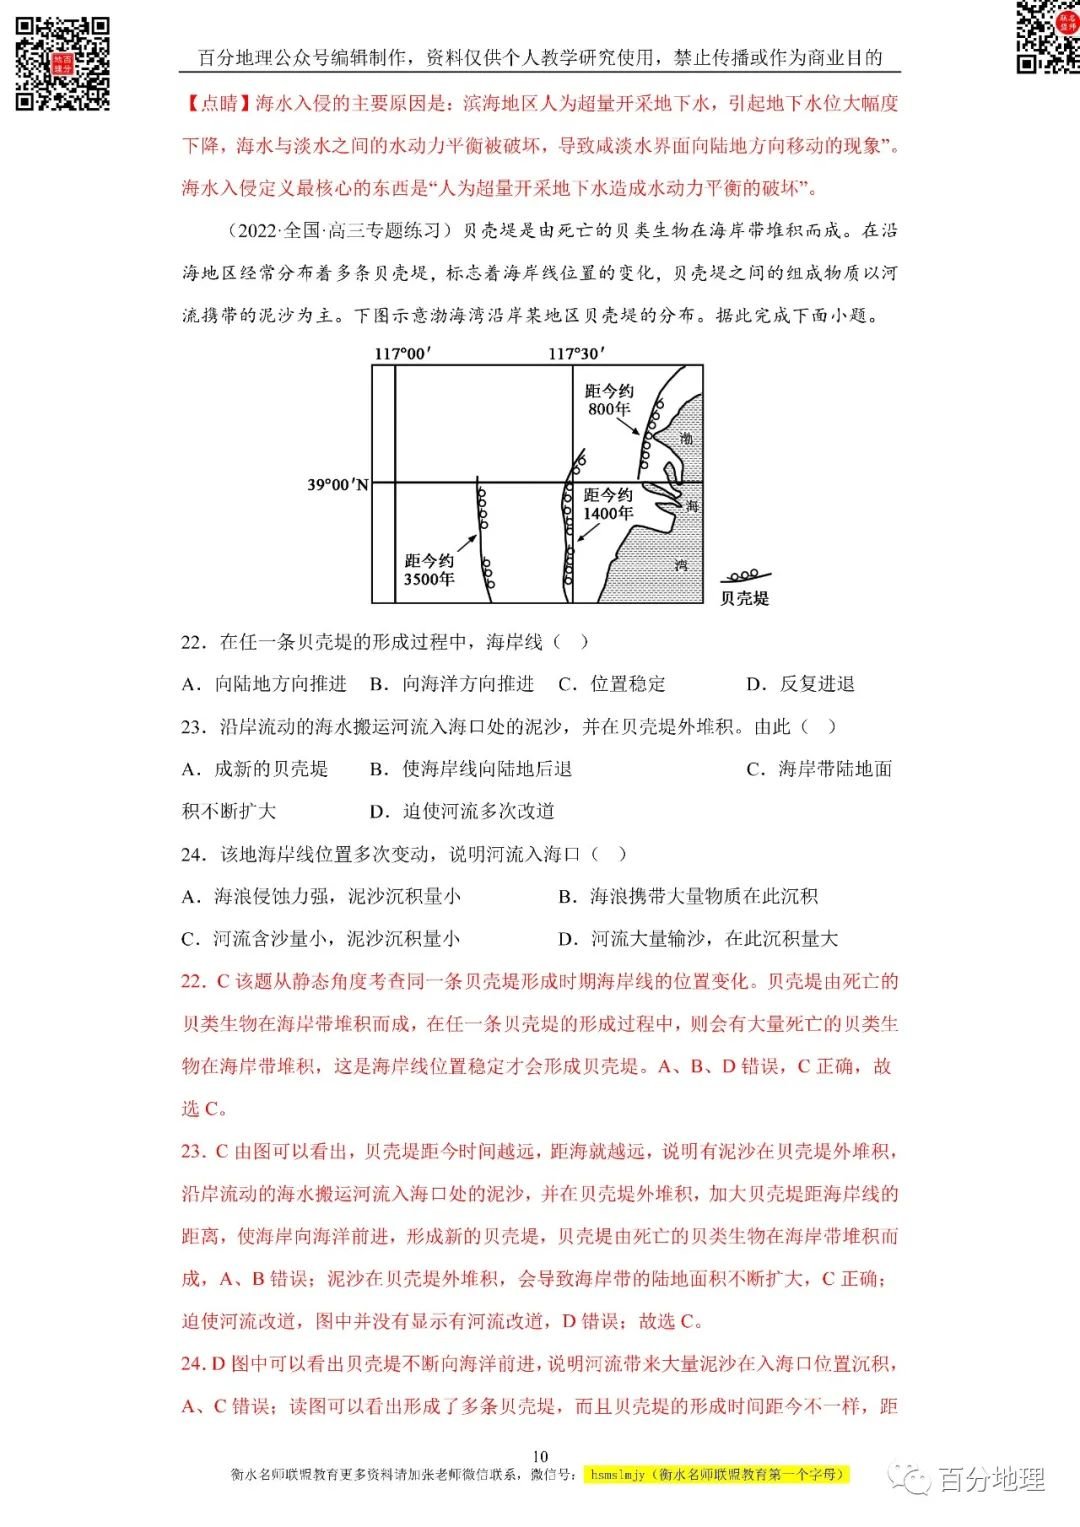 百分地理公众号编辑制作，资料仅供个人教学研究使用，禁止传播或作为商业目的
【点睛】海水入侵的主要原因是：滨海地区人为超量开采地下水，引起地下水位大幅度
下降，海水与淡水之间的水动力平衡被破坏，导致咸淡水界面向陆地方向移动的现象”。
海水入侵定义最核心的东西是“人为超量开采地下水造成水动力平衡的破坏”。
（2022·全国·高三专题练习）贝壳堤是由死亡的贝类生物在海岸带堆积而成。在沿
海地区经常分布着多条贝壳堤，标志着海岸线位置的变化，贝壳堤之间的组成物质以河
流携带的泥沙为主。下图示意渤海湾沿岸某地区贝壳堤的分布。据此完成下面小题。
117°00′ 117°30′
距今约
800年
渤
39°00′N
距今约
1400年
海
距今约
3500年
湾
贝壳堤
22．在任一条贝壳堤的形成过程中，海岸线（ ）
A．向陆地方向推进 B．向海洋方向推进 C．位置稳定 D．反复进退
23．沿岸流动的海水搬运河流入海口处的泥沙，并在贝壳堤外堆积。由此（ ）
A．成新的贝壳堤 B．使海岸线向陆地后退 C．海岸带陆地面
积不断扩大 D．迫使河流多次改道
24．该地海岸线位置多次变动，说明河流入海口（ ）
A．海浪侵蚀力强，泥沙沉积量小 B．海浪携带大量物质在此沉积
C．河流含沙量小，泥沙沉积量小 D．河流大量输沙，在此沉积量大
22．C 该题从静态角度考查同一条贝壳堤形成时期海岸线的位置变化。贝壳堤由死亡的
贝类生物在海岸带堆积而成，在任一条贝壳堤的形成过程中，则会有大量死亡的贝类生
物在海岸带堆积，这是海岸线位置稳定才会形成贝壳堤。A、B、D 错误，C 正确，故
选 C。
23．C 由图可以看出，贝壳堤距今时间越远，距海就越远，说明有泥沙在贝壳堤外堆积，
沿岸流动的海水搬运河流入海口处的泥沙，并在贝壳堤外堆积，加大贝壳堤距海岸线的
距离，使海岸向海洋前进，形成新的贝壳堤，贝壳堤由死亡的贝类生物在海岸带堆积而
成，A、B 错误；泥沙在贝壳堤外堆积，会导致海岸带的陆地面积不断扩大，C 正确；
迫使河流改道，图中并没有显示有河流改道，D 错误；故选 C。
24．D 图中可以看出贝壳堤不断向海洋前进，说明河流带来大量泥沙在入海口位置沉积，
A、C 错误；读图可以看出形成了多条贝壳堤，而且贝壳堤的形成时间距今不一样，距
10
衡水名师联盟教育更多资料请加张老师微信联系，微信号： hsmslmjy（衡水名师联盟教育第一个字母）
百分地理